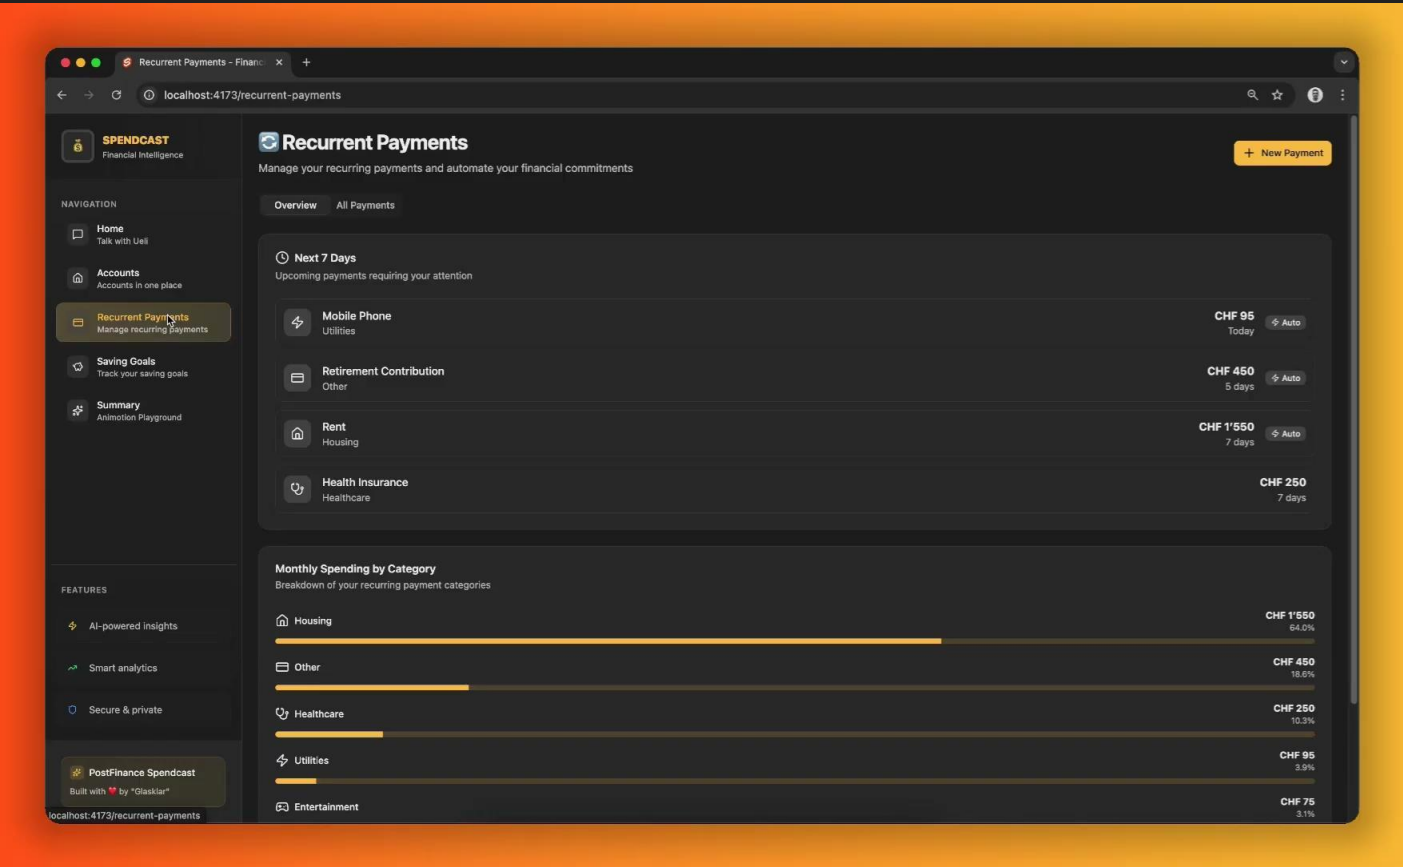 Recurrent Payments - Financ
localhost:4173/recurrent-payments
SPENDCAST
Financial Intelligence
NAVIGATION
Home
Talk with Ueli
Accounts
Accounts in one place
Recurrent Payments
Manage recurring payments
Saving Goals
Track your saving goals
Summary
Animotion Playground
FEATURES
AI-powered insights
Smart analytics
Secure & private
PostFinance Spendcast
Built with ❤️ by "Glasklar"
localhost:4173/recurrent-payments
Recurrent Payments
Manage your recurring payments and automate your financial commitments
+ New Payment
Overview All Payments
Next 7 Days
Upcoming payments requiring your attention
Mobile Phone
Utilities
CHF 95
Today
Auto
Retirement Contribution
Other
CHF 450
5 days
Auto
Rent
Housing
CHF 1’550
7 days
Auto
Health Insurance
Healthcare
CHF 250
7 days
Monthly Spending by Category
Breakdown of your recurring payment categories
Housing
CHF 1’550
64.0%
Other
CHF 450
18.6%
Healthcare
CHF 250
10.3%
Utilities
CHF 95
3.9%
Entertainment
CHF 75
3.1%